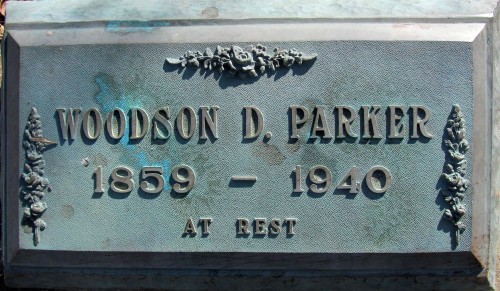 WOODSON D. PARKER
1859 - 1940
AT REST